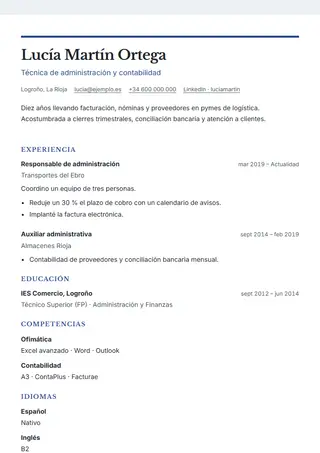 Lucía Martín Ortega
Técnica de administración y contabilidad
Logroño, La Rioja lucia@ejemplo.es +34 600 000 000 LinkedIn · luciamartin
Diez años llevando facturación, nóminas y proveedores en pymes de logística.
Acostumbrada a cierres trimestrales, conciliación bancaria y atención a clientes.
EXPERIENCIA
Responsable de administración mar 2019 – Actualidad
Transportes del Ebro
Coordino un equipo de tres personas.
• Reduje un 30 % el plazo de cobro con un calendario de avisos.
• Implanté la factura electrónica.
Auxiliar administrativa sept 2014 – feb 2019
Almacenes Rioja
• Contabilidad de proveedores y conciliación bancaria mensual.
EDUCACIÓN
IES Comercio, Logroño sept 2012 – jun 2014
Técnico Superior (FP) · Administración y Finanzas
COMPETENCIAS
Ofimática
Excel avanzado · Word · Outlook
Contabilidad
A3 · ContaPlus · Facturae
IDIOMAS
Español
Nativo
Inglés
B2